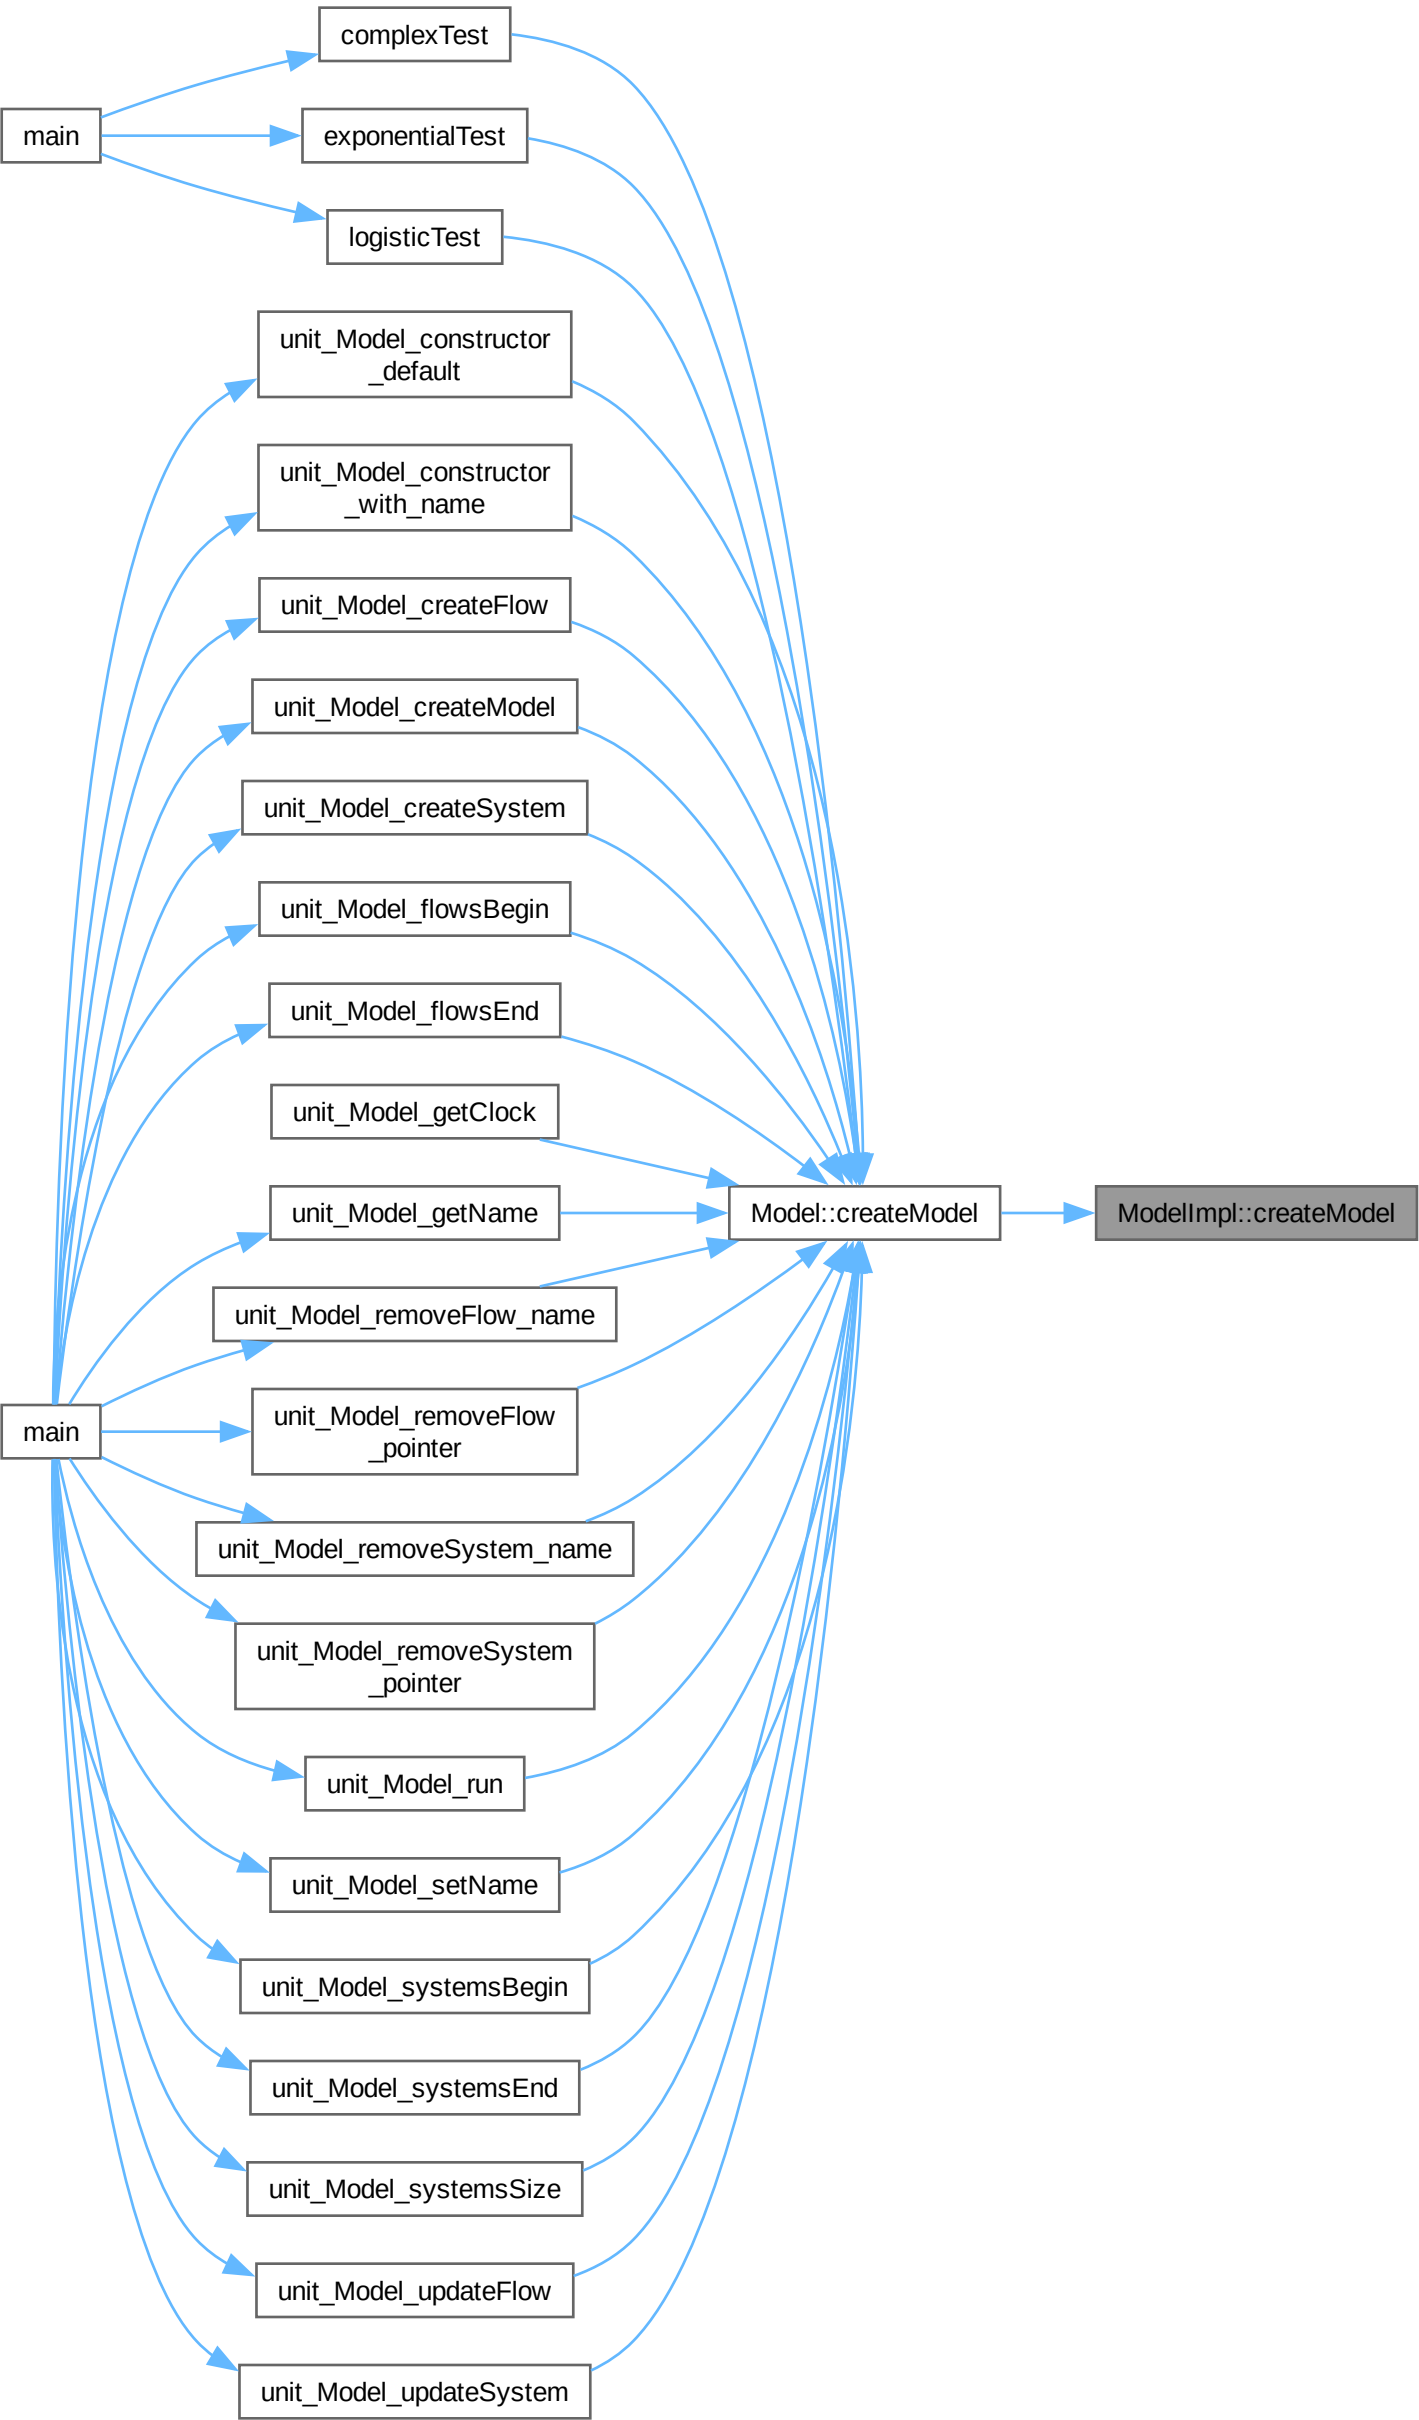 complexTest
main
exponentialTest
logisticTest
unit_Model_constructor
_default
unit_Model_constructor
_with_name
unit_Model_createFlow
unit_Model_createModel
unit_Model_createSystem
unit_Model_flowsBegin
unit_Model_flowsEnd
unit_Model_getClock
unit_Model_getName
Model::createModel
ModelImpl::createModel
unit_Model_removeFlow_name
main
unit_Model_removeFlow
_pointer
unit_Model_removeSystem_name
unit_Model_removeSystem
_pointer
unit_Model_run
unit_Model_setName
unit_Model_systemsBegin
unit_Model_systemsEnd
unit_Model_systemsSize
unit_Model_updateFlow
unit_Model_updateSystem